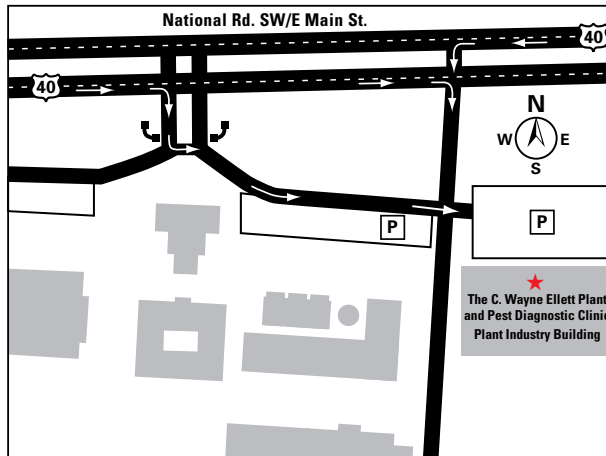 National Rd. SW/E Main St.
40
40
N
W E
S
P
P
The C. Wayne Ellett Plant
and Pest Diagnostic Clinic
Plant Industry Building